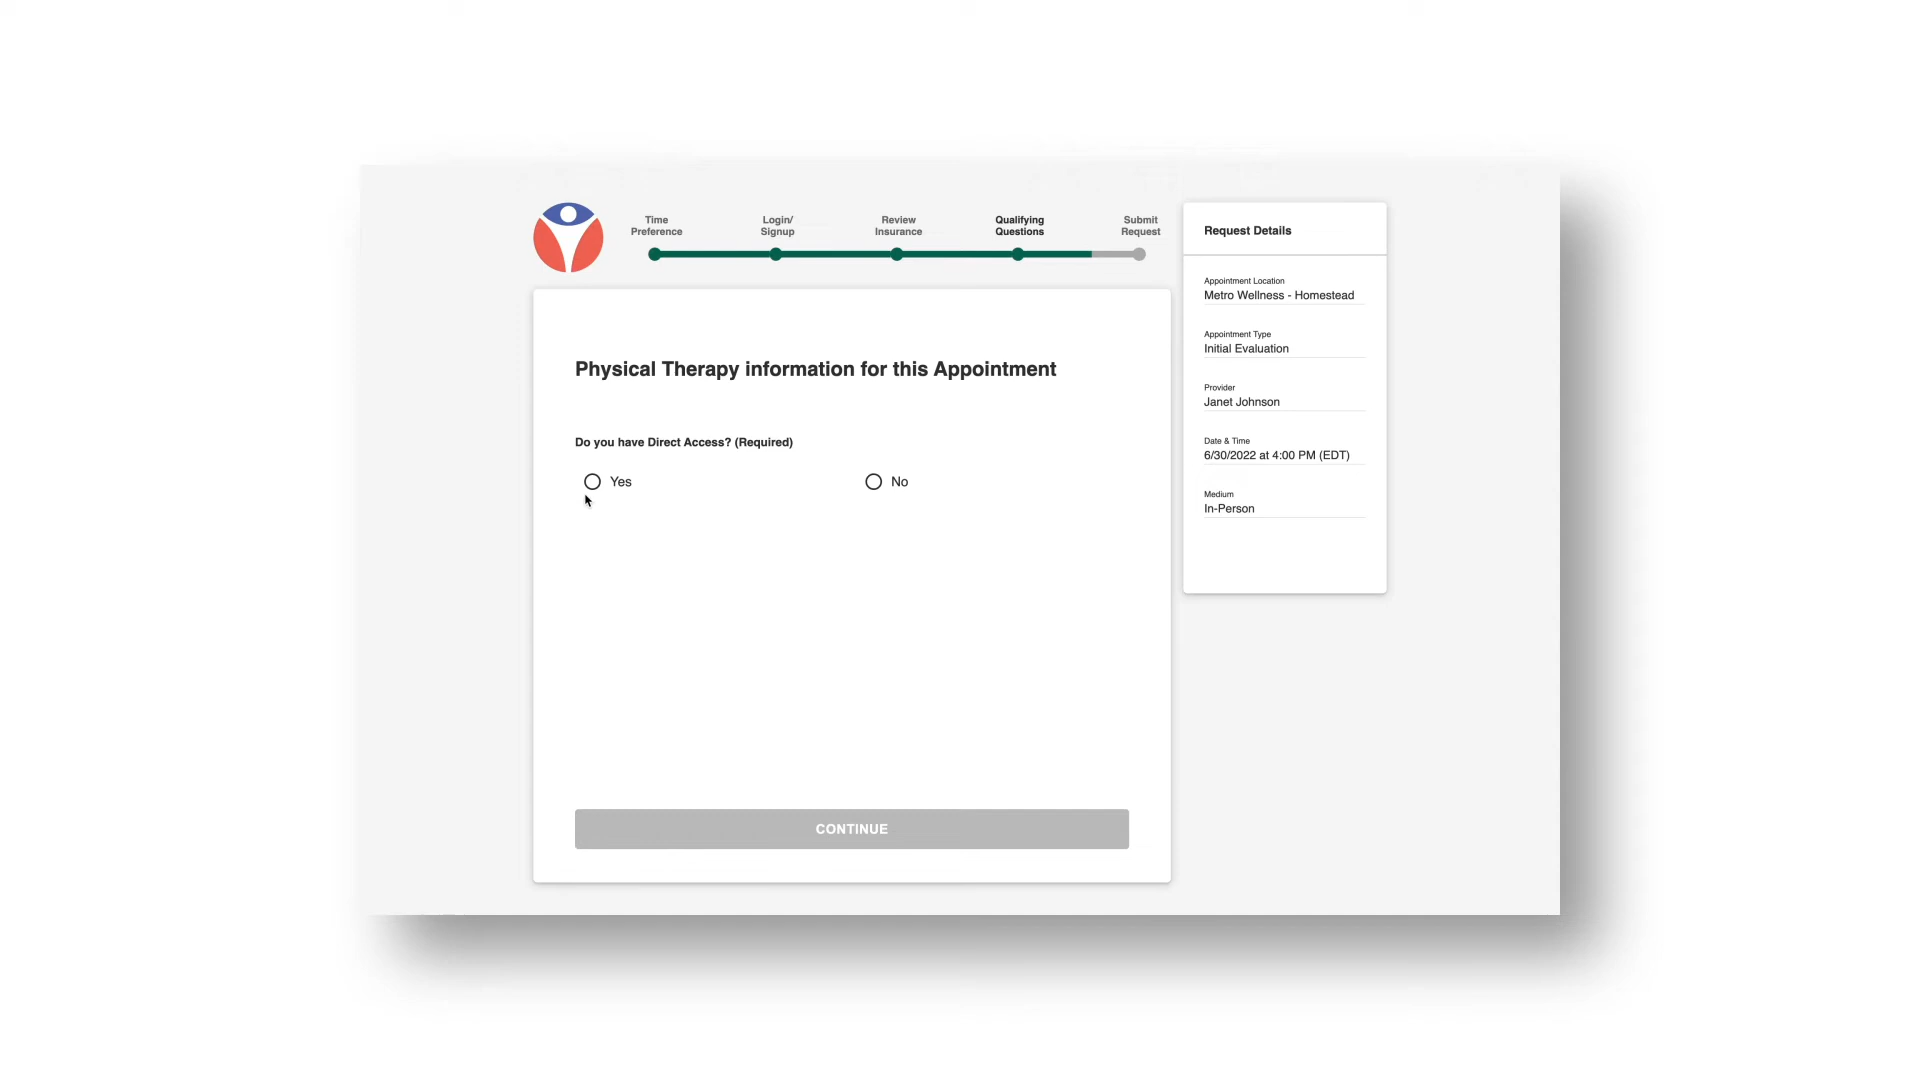 Time
Preference
Login/
Signup
Review
Insurance
Qualifying
Questions
Submit
Request
Physical Therapy information for this Appointment
Do you have Direct Access? (Required)
Yes
No
CONTINUE
Request Details
Appointment Location
Metro Wellness - Homestead
Appointment Type
Initial Evaluation
Provider
Janet Johnson
Date & Time
6/30/2022 at 4:00 PM (EDT)
Medium
In-Person